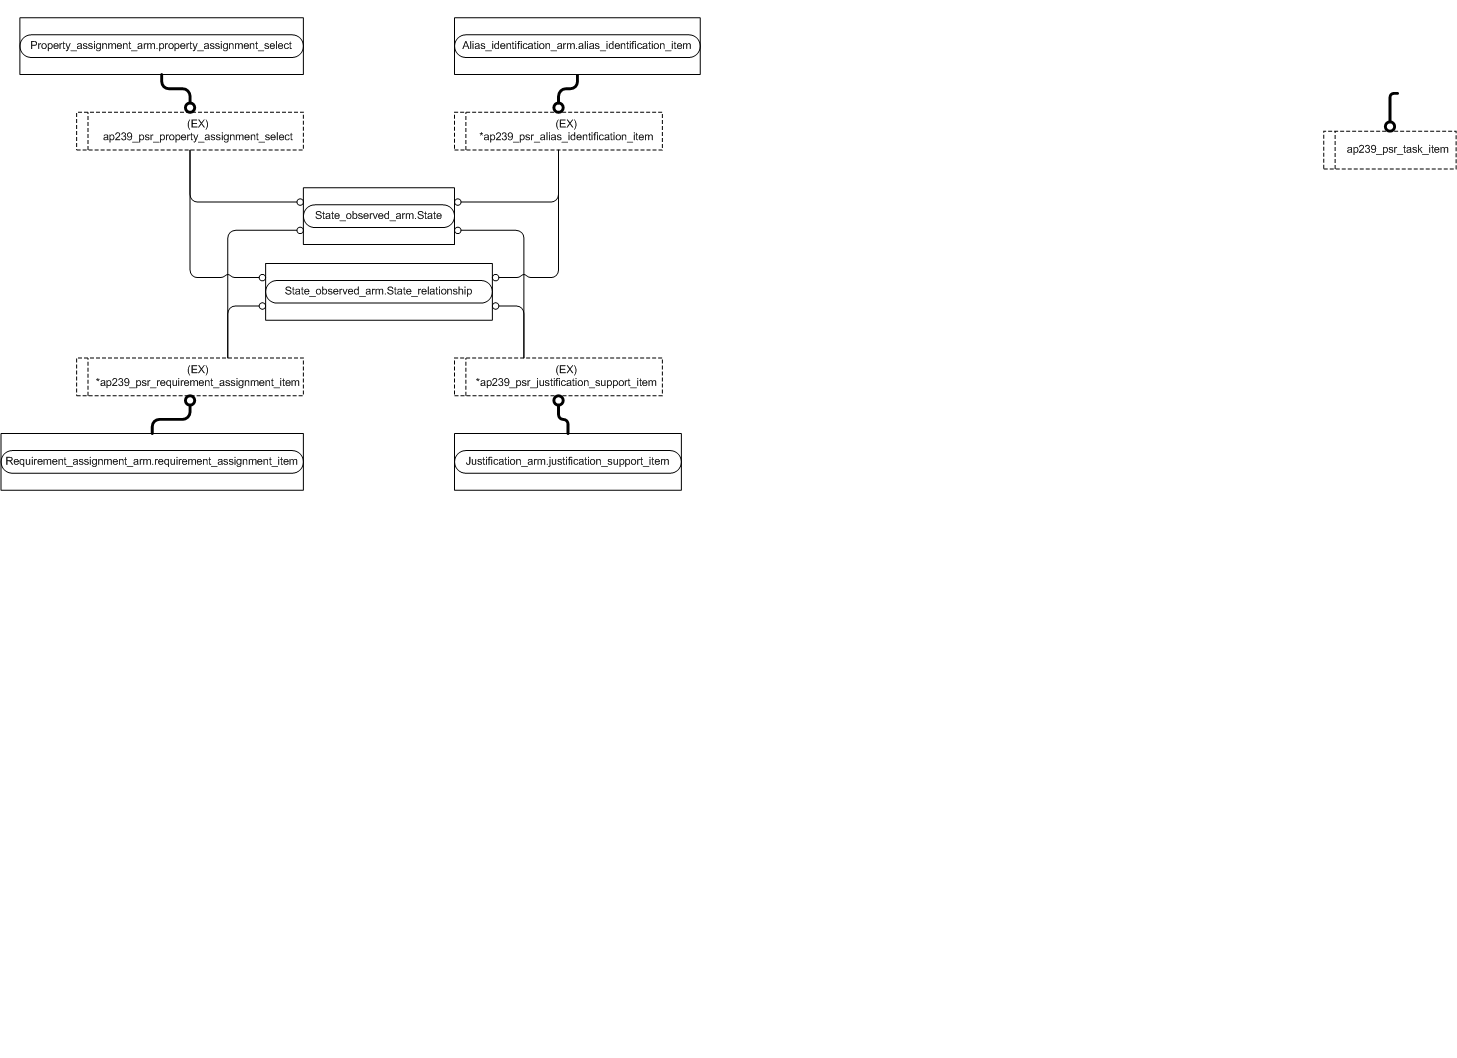 Property_assignment_arm.property_assignment_select
Alias_identification_arm.alias_identification_item
(EX)
ap239_psr_property_assignment_select
(EX)
*ap239_psr_alias_identification_item
ap239_psr_task_item
State_observed_arm.State
State_observed_arm.State_relationship
(EX)
*ap239_psr_requirement_assignment_item
(EX)
*ap239_psr_justification_support_item
Requirement_assignment_arm.requirement_assignment_item
Justification_arm.justification_support_item